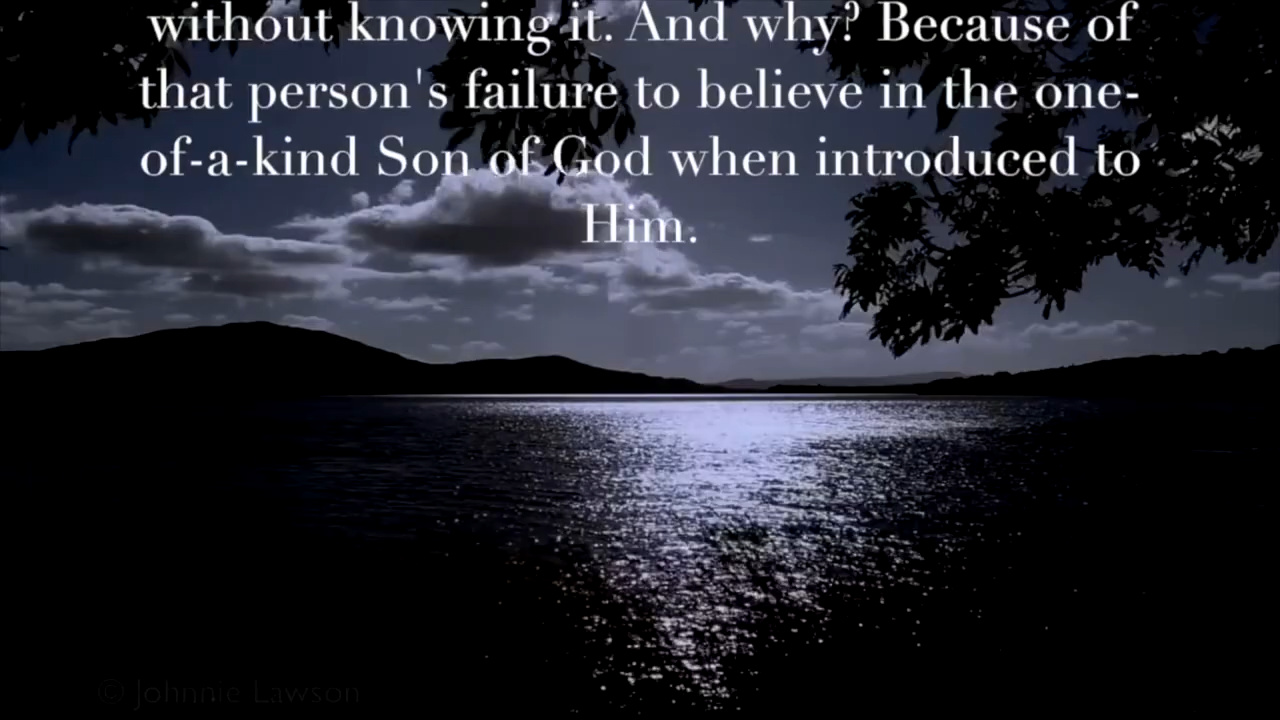 without knowing it. And why? Because of
that person's failure to believe in the one-
of-a-kind Son of God when introduced to
Him.
© Johnnie Lawson